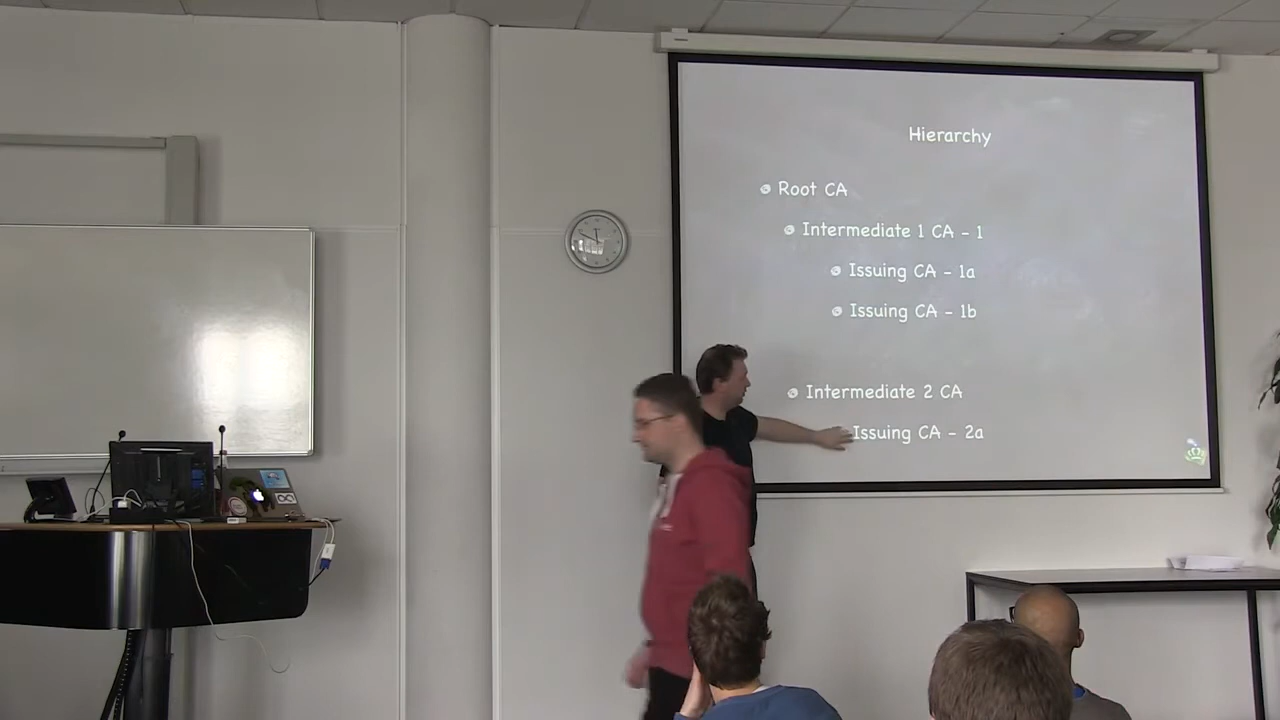 Hierarchy
Root CA
Intermediate 1 CA - 1
Issuing CA - 1a
Issuing CA - 1b
Intermediate 2 CA
Issuing CA - 2a